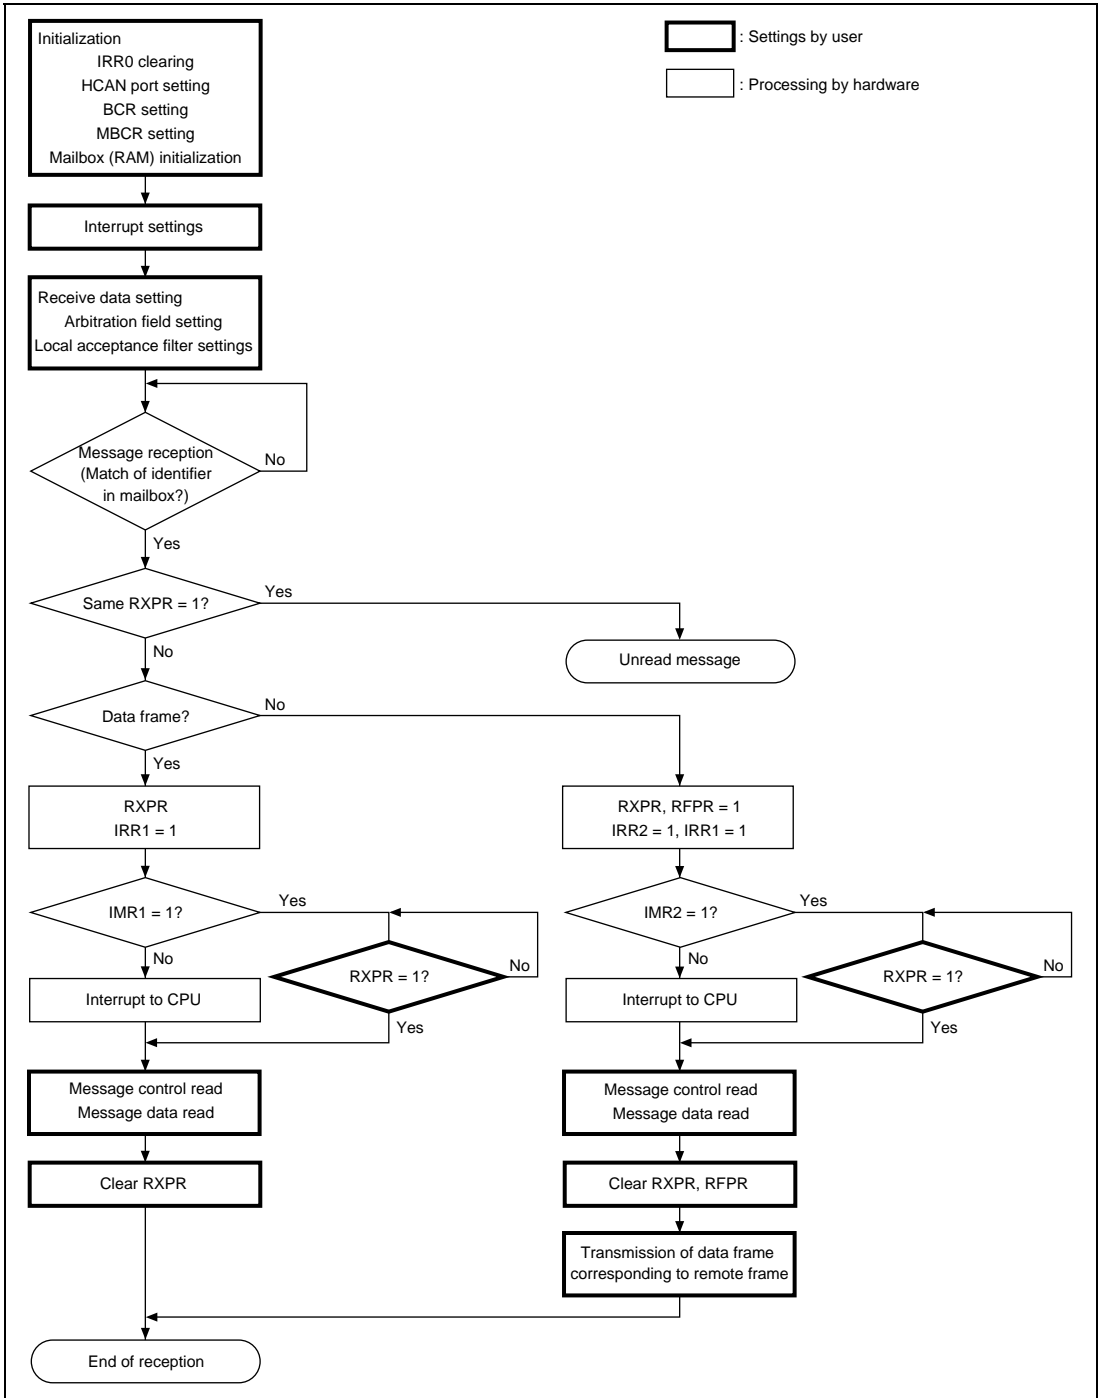 Initialization
IRR0 clearing
HCAN port setting
BCR setting
MBCR setting
Mailbox (RAM) initialization
: Settings by user
: Processing by hardware
Interrupt settings
Receive data setting
Arbitration field setting
Local acceptance filter settings
Message reception
(Match of identifier
in mailbox?)
No
Yes
Same RXPR = 1?
Yes
No
Unread message
Data frame?
No
Yes
RXPR
IRR1 = 1
RXPR, RFPR = 1
IRR2 = 1, IRR1 = 1
IMR1 = 1?
Yes
No
RXPR = 1?
No
Yes
IMR2 = 1?
Yes
No
RXPR = 1?
No
Yes
Interrupt to CPU
Interrupt to CPU
Message control read
Message data read
Message control read
Message data read
Clear RXPR
Clear RXPR, RFPR
Transmission of data frame
corresponding to remote frame
End of reception